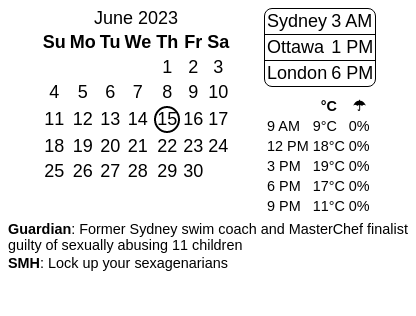 June 2023
Su Mo Tu We Th Fr Sa
1 2 3
4 5 6 7 8 9 10
11 12 13 14 15 16 17
18 19 20 21 22 23 24
25 26 27 28 29 30
Sydney 3 AM
Ottawa 1 PM
London 6 PM
°C ☂
9 AM 9°C 0%
12 PM 18°C 0%
3 PM 19°C 0%
6 PM 17°C 0%
9 PM 11°C 0%
Guardian: Former Sydney swim coach and MasterChef finalist
guilty of sexually abusing 11 children
SMH: Lock up your sexagenarians